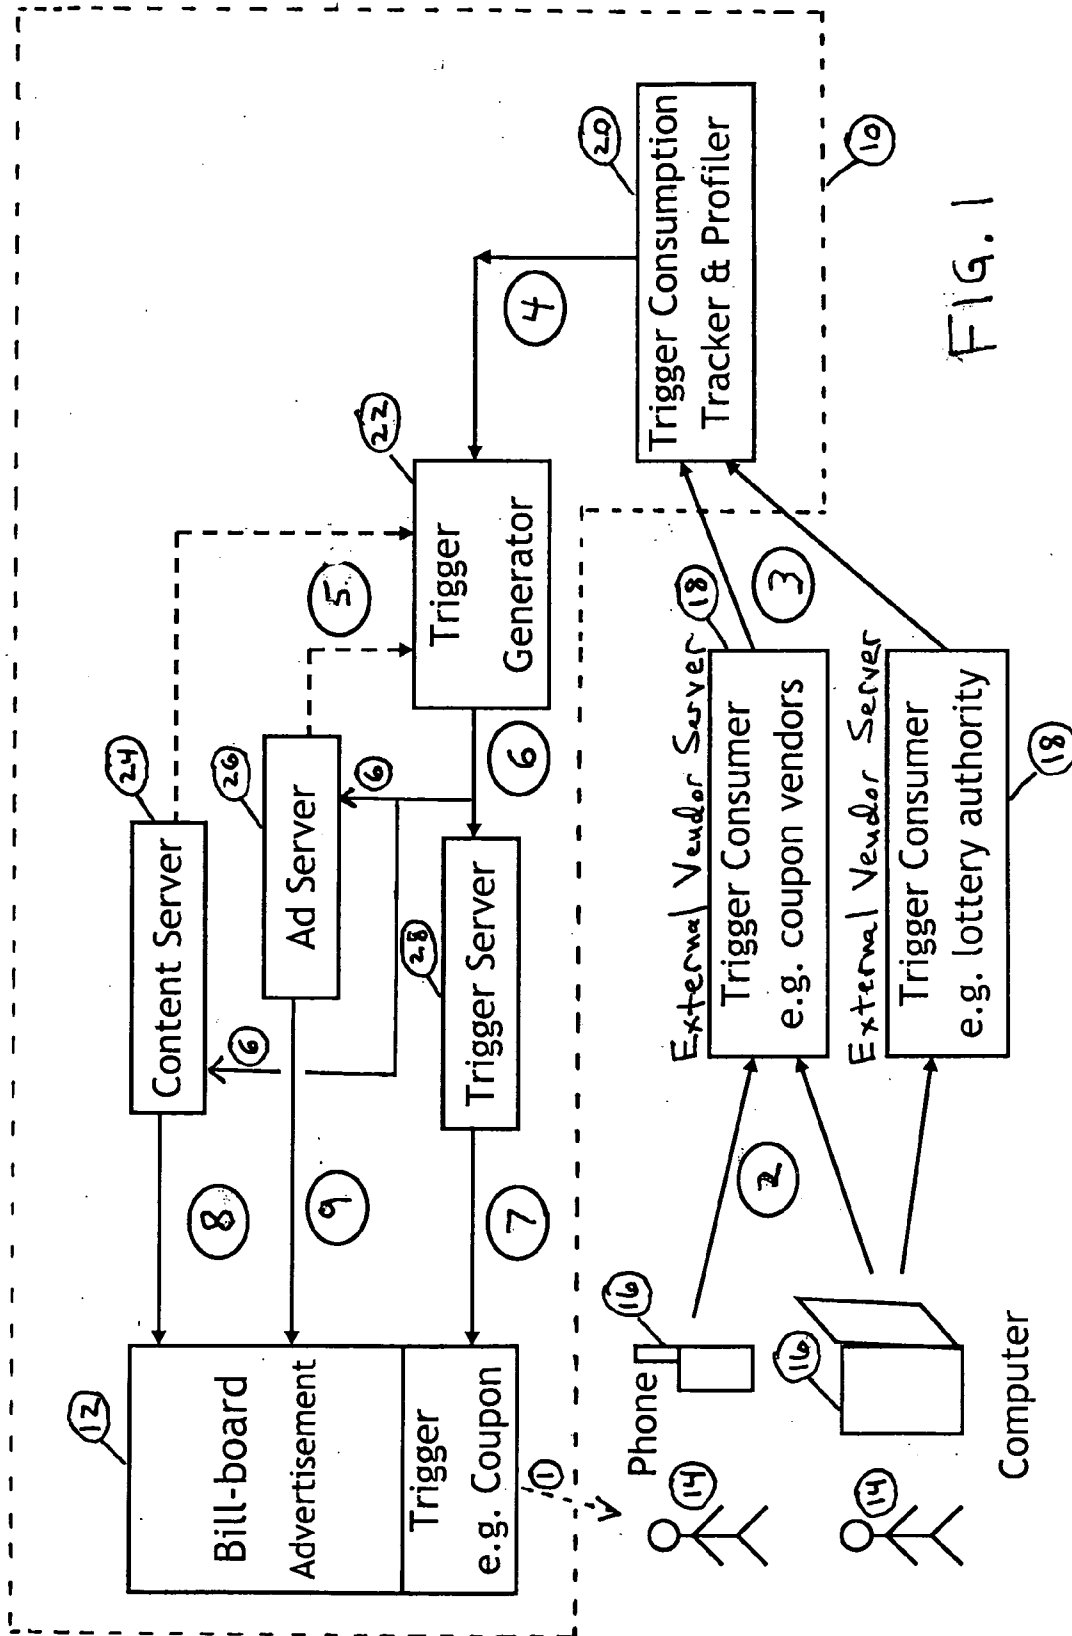 12
Bill-board
Advertisement
Trigger
e.g. Coupon
1
8
9
7
24
Content Server
6
26
Ad Server
6
28
Trigger Server
6
5
22
Trigger
Generator
4
20
Trigger Consumption
Tracker & Profiler
10
14
Phone
16
14
16
Computer
2
External Vendor Server
18
Trigger Consumer
e.g. coupon vendors
External Vendor Server
Trigger Consumer
e.g. lottery authority
18
3
FIG. 1